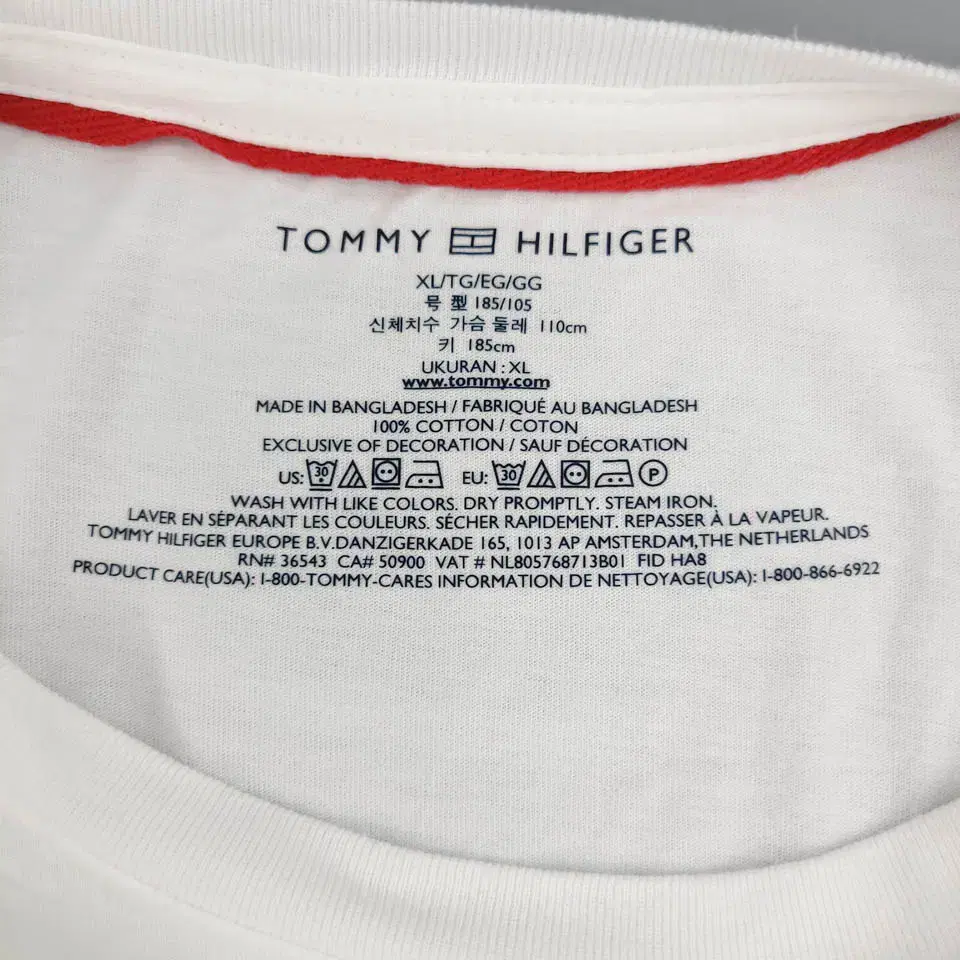 TOMMY HILFIGER
XL/TG/EG/GG
号型 185/105
신체치수 가슴 둘레 110cm
키 185cm
UKURAN : XL
www.tommy.com
MADE IN BANGLADESH / FABRIQUÉ AU BANGLADESH
100% COTTON / COTON
EXCLUSIVE OF DECORATION / SAUF DÉCORATION
US: 30 EU: 30 P
WASH WITH LIKE COLORS. DRY PROMPTLY. STEAM IRON.
LAVER EN SÉPARANT LES COULEURS. SÉCHER RAPIDEMENT. REPASSER À LA VAPEUR.
TOMMY HILFIGER EUROPE B.V.DANZIGERKADE 165, 1013 AP AMSTERDAM,THE NETHERLANDS
RN# 36543 CA# 50900 VAT # NL805768713B01 FID HA8
PRODUCT CARE(USA): 1-800-TOMMY-CARES INFORMATION DE NETTOYAGE(USA): 1-800-866-6922